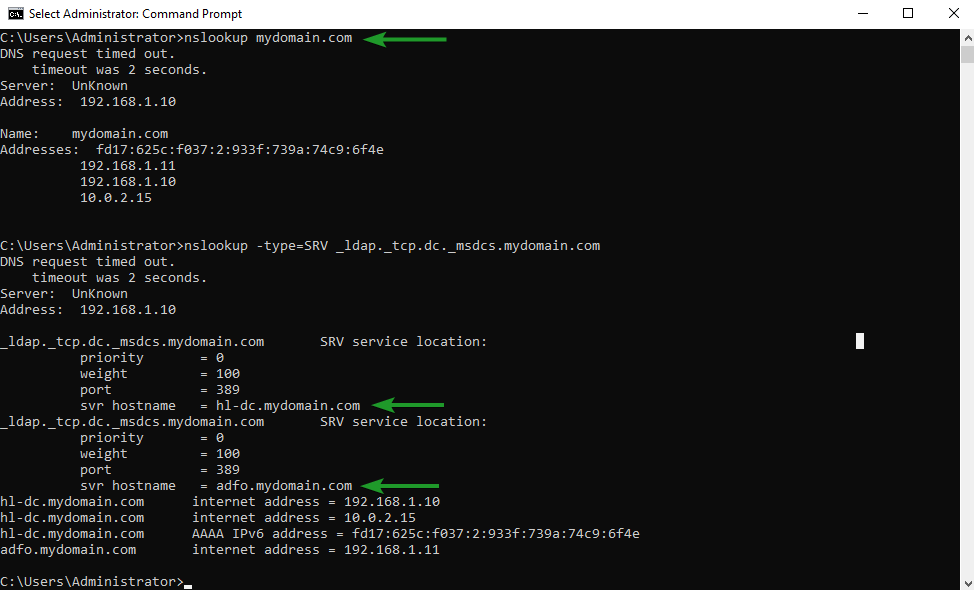 Select Administrator: Command Prompt
C:\Users\Administrator>nslookup mydomain.com
DNS request timed out.
    timeout was 2 seconds.
Server:  UnKnown
Address:  192.168.1.10

Name:    mydomain.com
Addresses:  fd17:625c:f037:2:933f:739a:74c9:6f4e
          192.168.1.11
          192.168.1.10
          10.0.2.15

C:\Users\Administrator>nslookup -type=SRV _ldap._tcp.dc._msdcs.mydomain.com
DNS request timed out.
    timeout was 2 seconds.
Server:  UnKnown
Address:  192.168.1.10

_ldap._tcp.dc._msdcs.mydomain.com       SRV service location:
          priority       = 0
          weight         = 100
          port           = 389
          svr hostname   = hl-dc.mydomain.com
_ldap._tcp.dc._msdcs.mydomain.com       SRV service location:
          priority       = 0
          weight         = 100
          port           = 389
          svr hostname   = adfo.mydomain.com
hl-dc.mydomain.com      internet address = 192.168.1.10
hl-dc.mydomain.com      internet address = 10.0.2.15
hl-dc.mydomain.com      AAAA IPv6 address = fd17:625c:f037:2:933f:739a:74c9:6f4e
adfo.mydomain.com       internet address = 192.168.1.11

C:\Users\Administrator>